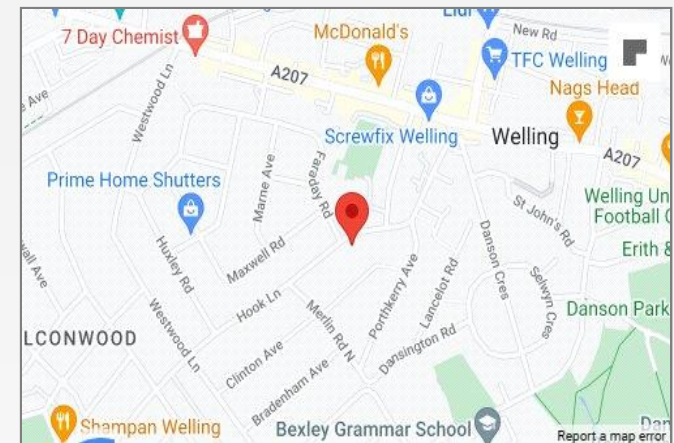 Lidl
New Rd
7 Day Chemist
McDonald's
TFC Welling
A207
Nags Head
Ave
Westwood Ln
Screwfix Welling
Welling
A207
Prime Home Shutters
Marne Ave
Faraday Rd
Welling Un
Football
St John's Rd
Erith &
Huxley Rd
Maxwell Rd
Danson Cres
Selwyn Cres
Porthkerry Ave
Lancelot Rd
Hook Ln
Danson Park
LCONWOOD
Westwood Ln
Merlin Rd N
Dansington Rd
Clinton Ave
Bradenham Ave
Shampan Welling
Bexley Grammar School
Dan
Report a map error